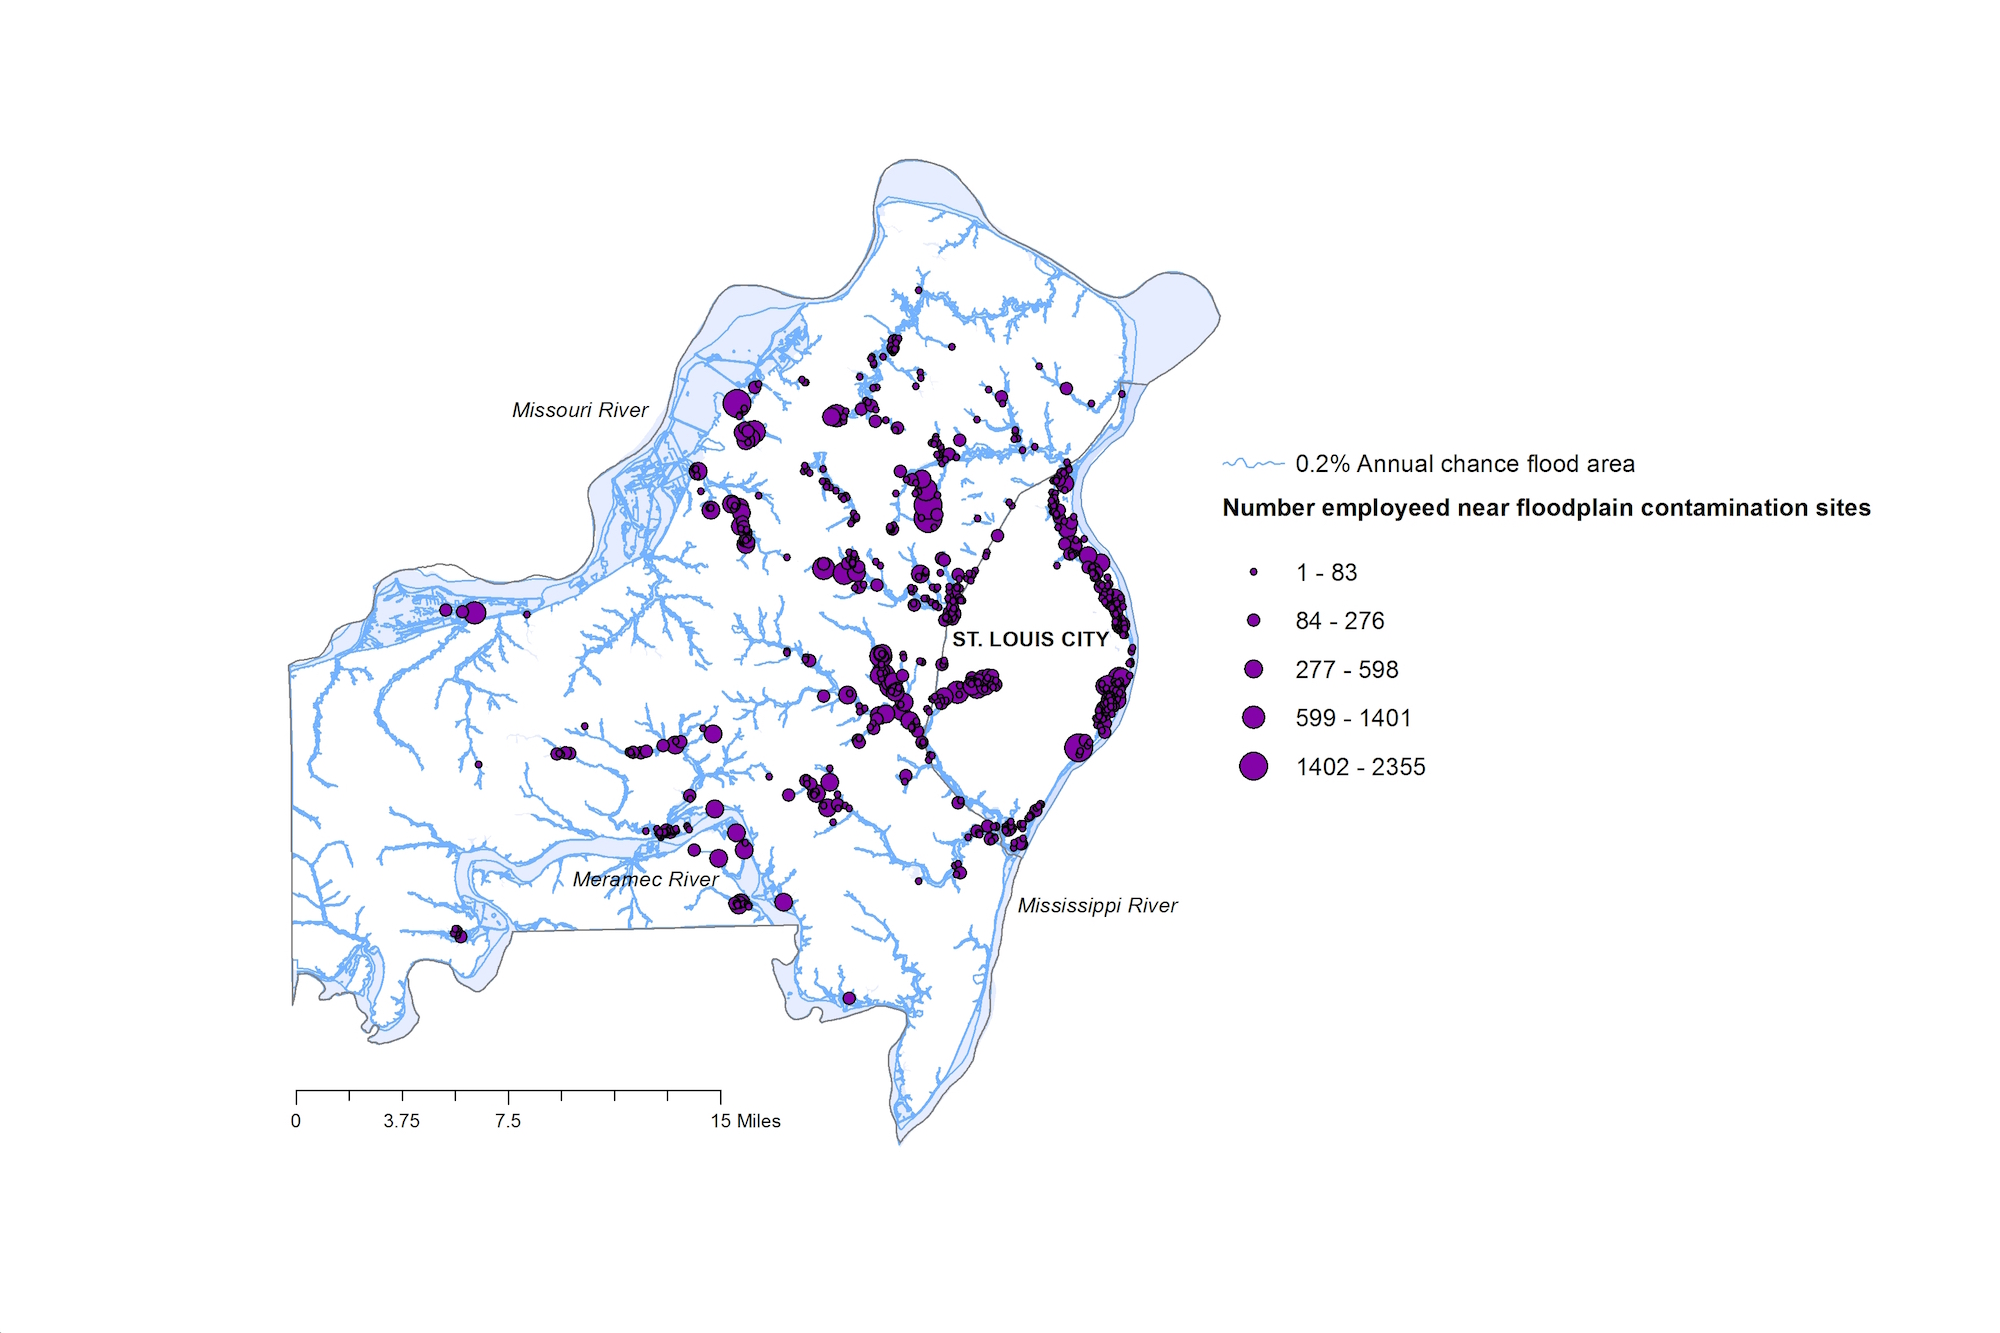 Missouri River
0.2% Annual chance flood area
Number employeed near floodplain contamination sites
1 - 83
84 - 276
ST. LOUIS CITY
277 - 598
599 - 1401
1402 - 2355
Meramec River
Mississippi River
0 3.75 7.5 15 Miles